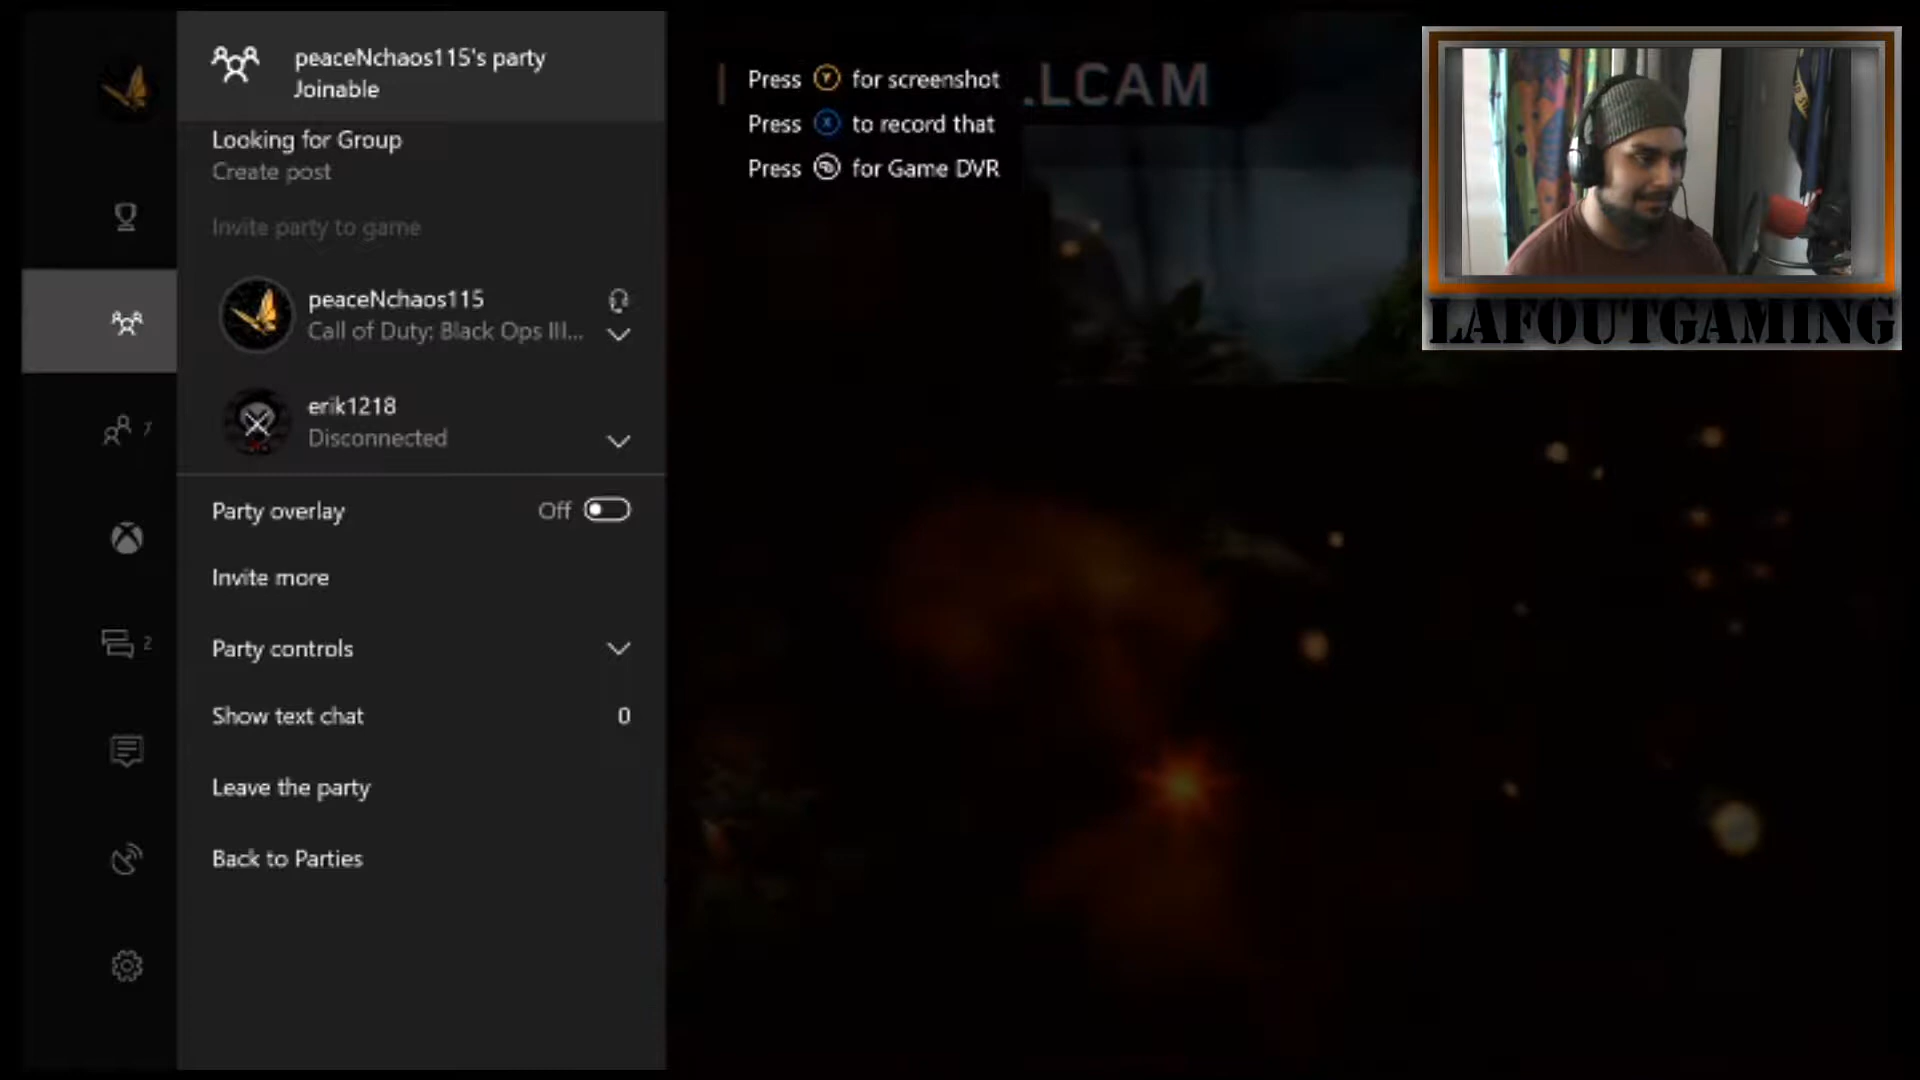 peaceNchaos115's party
Joinable
Looking for Group
Create post
Invite party to game
peaceNchaos115
Call of Duty: Black Ops III...
erik1218
Disconnected
Party overlay Off
Invite more
Party controls
Show text chat 0
Leave the party
Back to Parties
7
2
Press Y for screenshot
Press X to record that
Press for Game DVR
LLCAM
LAFOUTGAMING